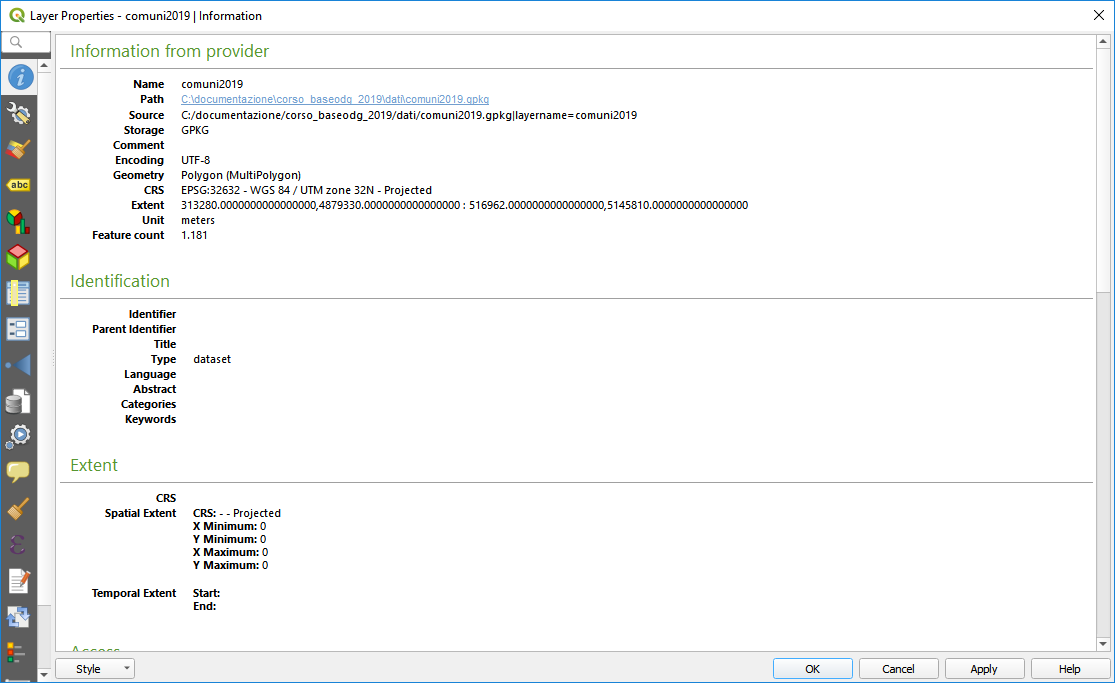 Layer Properties - comuni2019 | Information
Information from provider
Name comuni2019
Path C:\documentazione\corso_baseodg_2019\dati\comuni2019.gpkg
Source C:/documentazione/corso_baseodg_2019/dati/comuni2019.gpkg|layername=comuni2019
Storage GPKG
Comment
Encoding UTF-8
Geometry Polygon (MultiPolygon)
CRS EPSG:32632 - WGS 84 / UTM zone 32N - Projected
Extent 313280.0000000000000000,4879330.0000000000000000 : 516962.0000000000000000,5145810.0000000000000000
Unit meters
Feature count 1.181
abc
Identification
Identifier
Parent Identifier
Title
Type dataset
Language
Abstract
Categories
Keywords
Extent
CRS
Spatial Extent CRS: - - Projected
X Minimum: 0
Y Minimum: 0
X Maximum: 0
Y Maximum: 0
Temporal Extent Start:
End:
Access
Style OK Cancel Apply Help